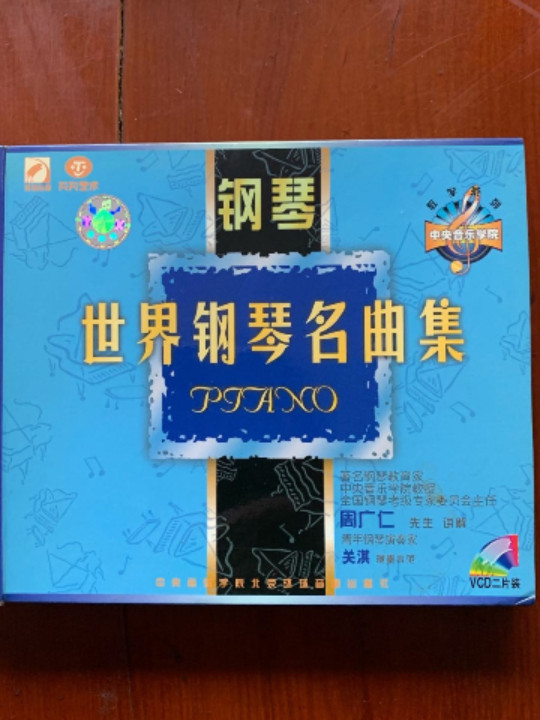 钢琴
中央音乐学院
世界钢琴名曲集
PIANO
著名钢琴教育家
中央音乐学院教授
全国钢琴考级专家委员会主任
周广仁 先生 讲解
青年钢琴演奏家
关淇
VCD二片装